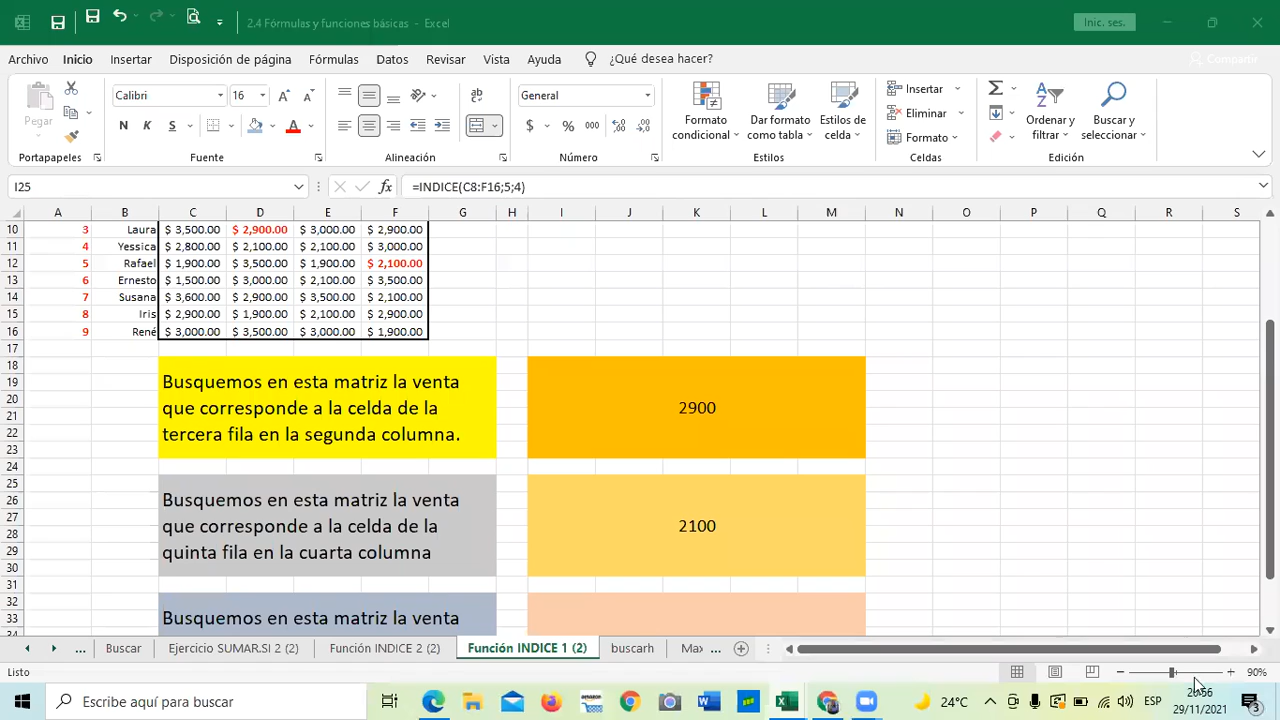 2.4 Fórmulas y funciones básicas - Excel
Inic. ses.
Archivo Inicio Insertar Disposición de página Fórmulas Datos Revisar Vista Ayuda ¿Qué desea hacer? Compartir
Pegar
Portapapeles
Calibri 16
N K S
Fuente
ab
Alineación
General
$ % 000
Número
Formato condicional
Dar formato como tabla
Estilos de celda
Estilos
Insertar
Eliminar
Formato
Celdas
Ordenar y filtrar
Buscar y seleccionar
Edición
I25 fx =INDICE(C8:F16;5;4)
A B C D E F G H I J K L M N O P Q R S
10 3 Laura $ 3,500.00 $ 2,900.00 $ 3,000.00 $ 2,900.00
11 4 Yessica $ 2,800.00 $ 2,100.00 $ 2,100.00 $ 3,000.00
12 5 Rafael $ 1,900.00 $ 3,500.00 $ 1,900.00 $ 2,100.00
13 6 Ernesto $ 1,500.00 $ 3,000.00 $ 2,100.00 $ 3,500.00
14 7 Susana $ 3,600.00 $ 2,900.00 $ 3,500.00 $ 2,100.00
15 8 Iris $ 2,900.00 $ 1,900.00 $ 2,100.00 $ 2,900.00
16 9 René $ 3,000.00 $ 3,500.00 $ 3,000.00 $ 1,900.00
17
18
19
20
21
22
23
Busquemos en esta matriz la venta
que corresponde a la celda de la
tercera fila en la segunda columna.
2900
24
25
26
27
28
29
30
Busquemos en esta matriz la venta
que corresponde a la celda de la
quinta fila en la cuarta columna
2100
31
32
33
34
Busquemos en esta matriz la venta
... Buscar Ejercicio SUMAR.SI 2 (2) Función INDICE 2 (2) Función INDICE 1 (2) buscarh Max ...
Listo 90%
Escribe aquí para buscar
24°C ESP
20:56
29/11/2021
3